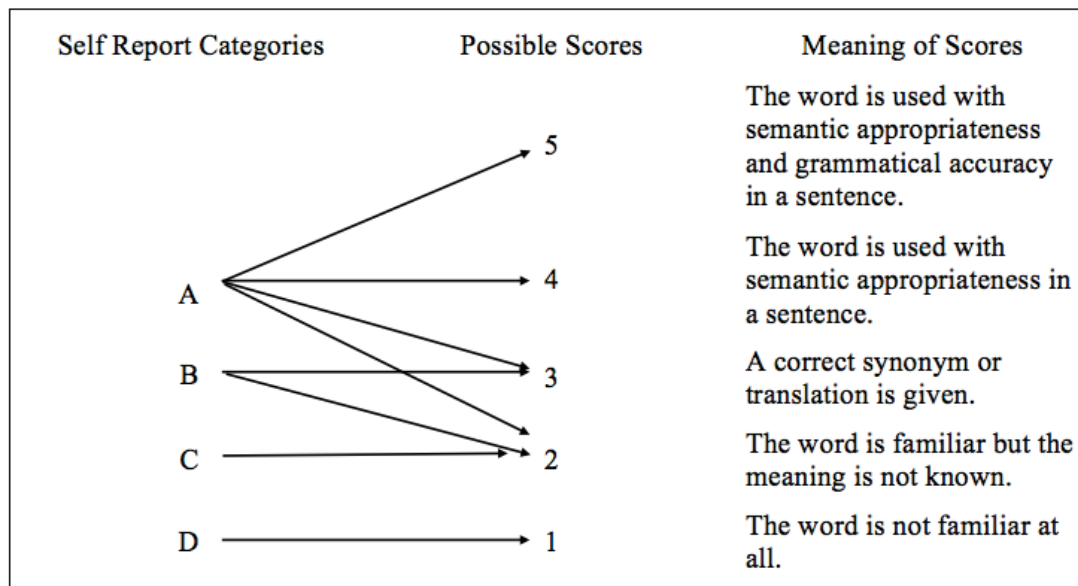 Self Report Categories Possible Scores Meaning of Scores
The word is used with
semantic appropriateness
5 and grammatical accuracy
in a sentence.
The word is used with
A 4 semantic appropriateness in
a sentence.
B 3 A correct synonym or
translation is given.
C 2 The word is familiar but the
meaning is not known.
D 1 The word is not familiar at
all.